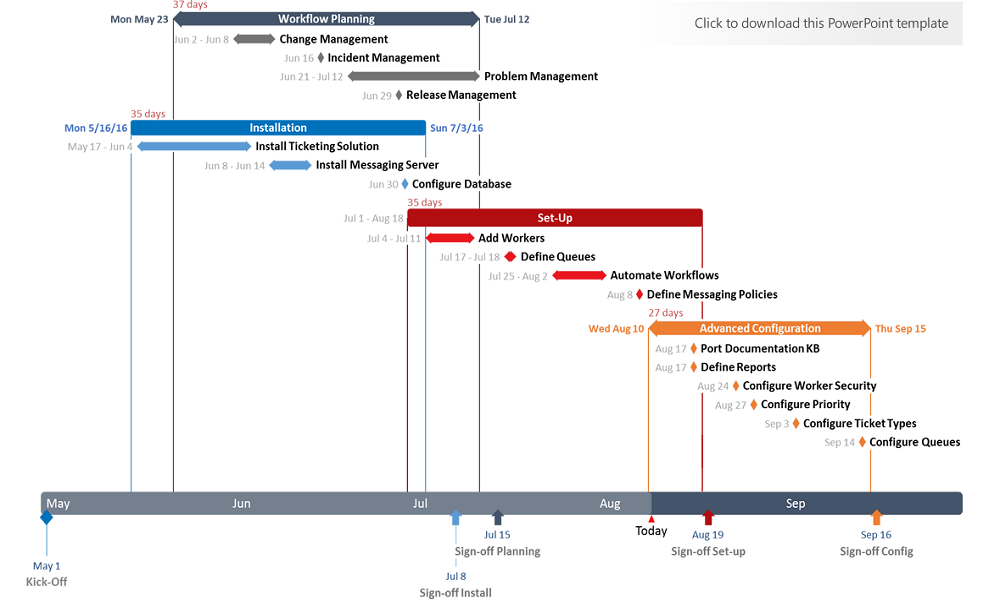 37 days
Mon May 23 Workflow Planning Tue Jul 12
Click to download this PowerPoint template
Jun 2 - Jun 8 Change Management
Jun 16 Incident Management
Jun 21 - Jul 12 Problem Management
Jun 29 Release Management
35 days
Mon 5/16/16 Installation Sun 7/3/16
May 17 - Jun 4 Install Ticketing Solution
Jun 8 - Jun 14 Install Messaging Server
Jun 30 Configure Database
35 days
Jul 1 - Aug 18 Set-Up
Jul 4 - Jul 11 Add Workers
Jul 17 - Jul 18 Define Queues
Jul 25 - Aug 2 Automate Workflows
Aug 8 Define Messaging Policies
27 days
Wed Aug 10 Advanced Configuration Thu Sep 15
Aug 17 Port Documentation KB
Aug 17 Define Reports
Aug 24 Configure Worker Security
Aug 27 Configure Priority
Sep 3 Configure Ticket Types
Sep 14 Configure Queues
May Jun Jul Aug Sep
Today
Jul 15 Aug 19 Sep 16
Sign-off Planning Sign-off Set-up Sign-off Config
May 1
Jul 8
Kick-Off
Sign-off Install